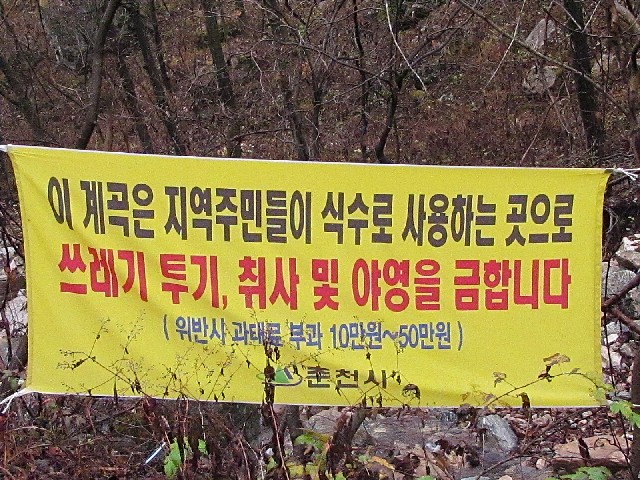 이 계곡은 지역주민들이 식수로 사용하는 곳으로
쓰레기 투기, 취사 및 야영을 금합니다
( 위반시 과태료 부과 10만원~50만원 )
춘천시